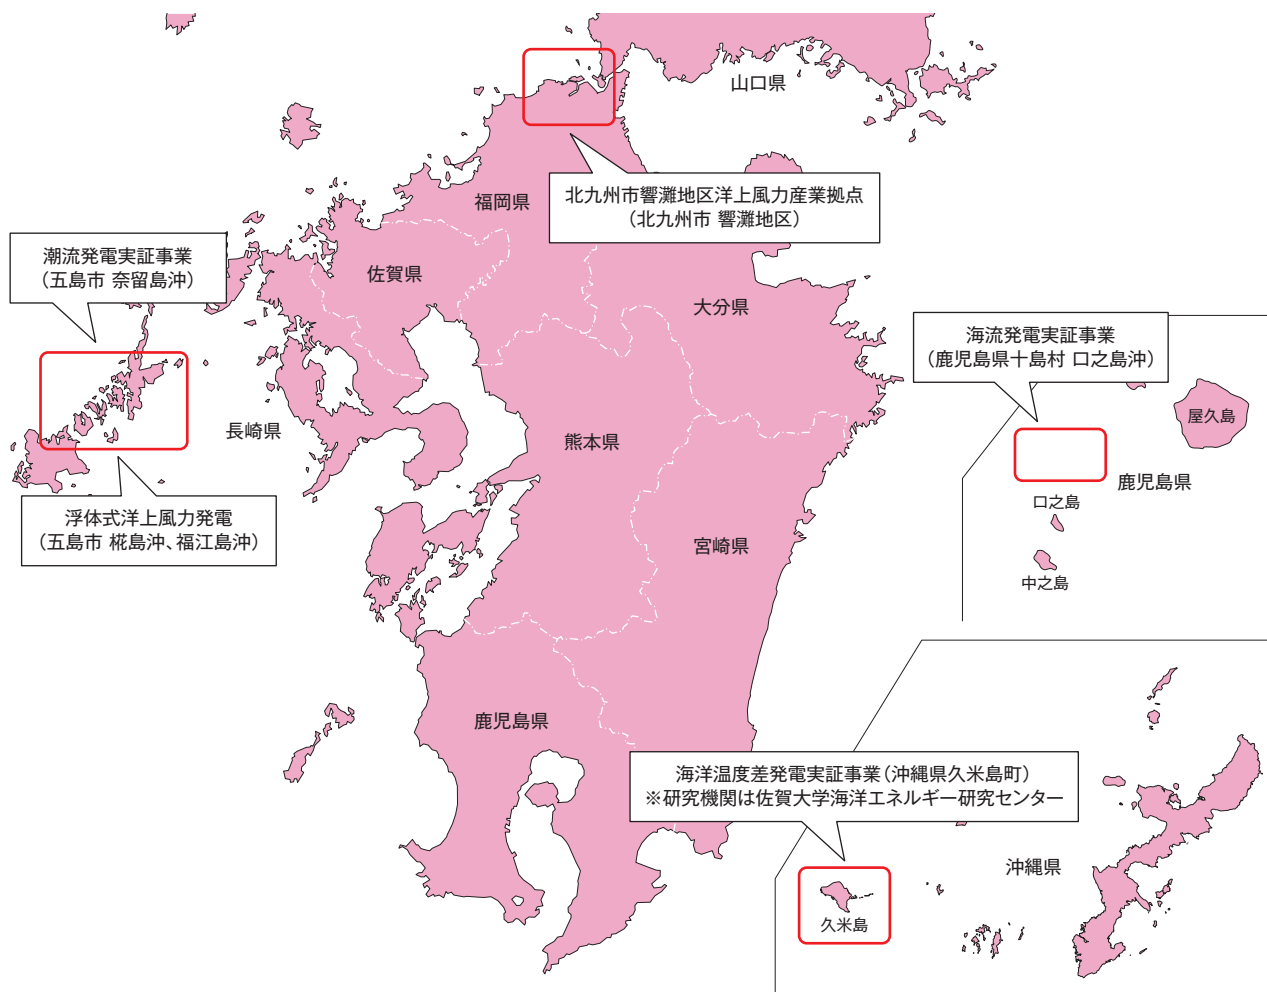 山口県
北九州市響灘地区洋上風力産業拠点
（北九州市 響灘地区）
福岡県
潮流発電実証事業
（五島市 奈留島沖）
佐賀県
大分県
海流発電実証事業
（鹿児島県十島村 口之島沖）
屋久島
長崎県
熊本県
鹿児島県
口之島
浮体式洋上風力発電
（五島市 椛島沖、福江島沖）
宮崎県
中之島
鹿児島県
海洋温度差発電実証事業（沖縄県久米島町）
※研究機関は佐賀大学海洋エネルギー研究センター
沖縄県
久米島